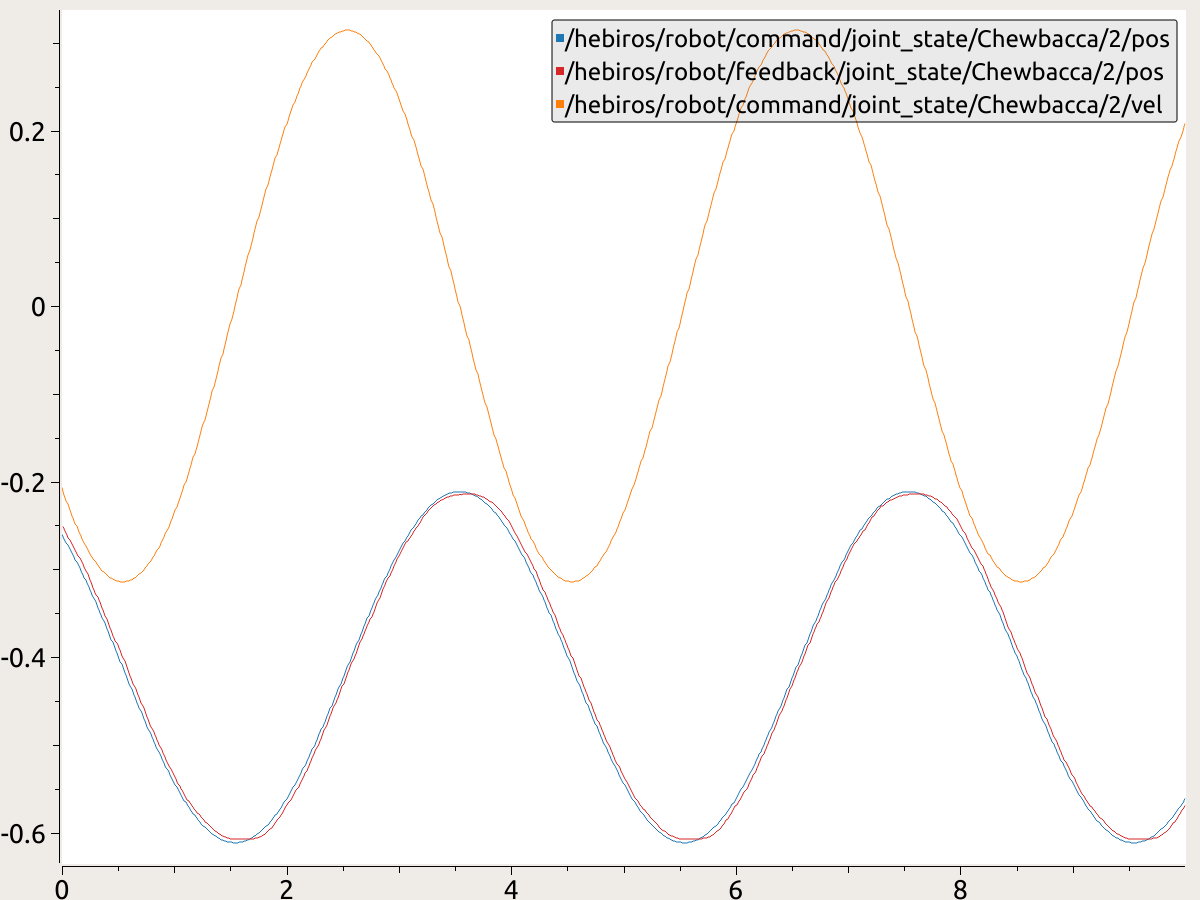 /hebiros/robot/command/joint_state/Chewbacca/2/pos
/hebiros/robot/feedback/joint_state/Chewbacca/2/pos
/hebiros/robot/command/joint_state/Chewbacca/2/vel
0.2
0
-0.2
-0.4
-0.6
0 2 4 6 8